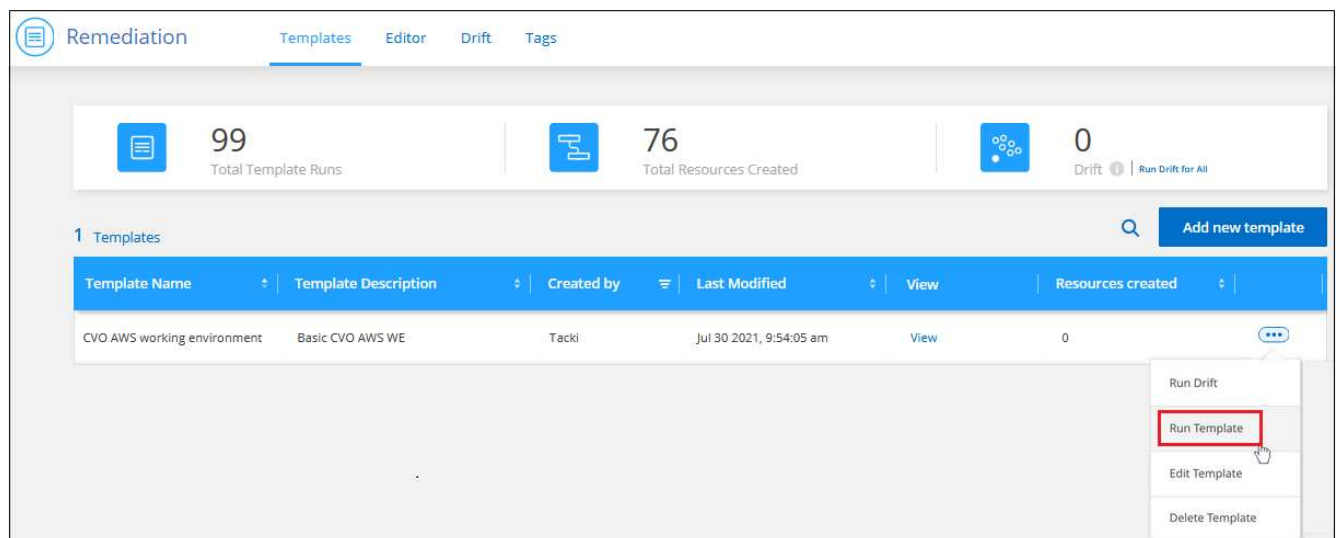 Remediation Templates Editor Drift Tags
99 76 0
Total Template Runs Total Resources Created Drift Run Drift for All
1 Templates Add new template
Template Name Template Description Created by Last Modified View Resources created
CVO AWS working environment Basic CVO AWS WE Tacki Jul 30 2021, 9:54:05 am View 0
Run Drift
Run Template
Edit Template
Delete Template